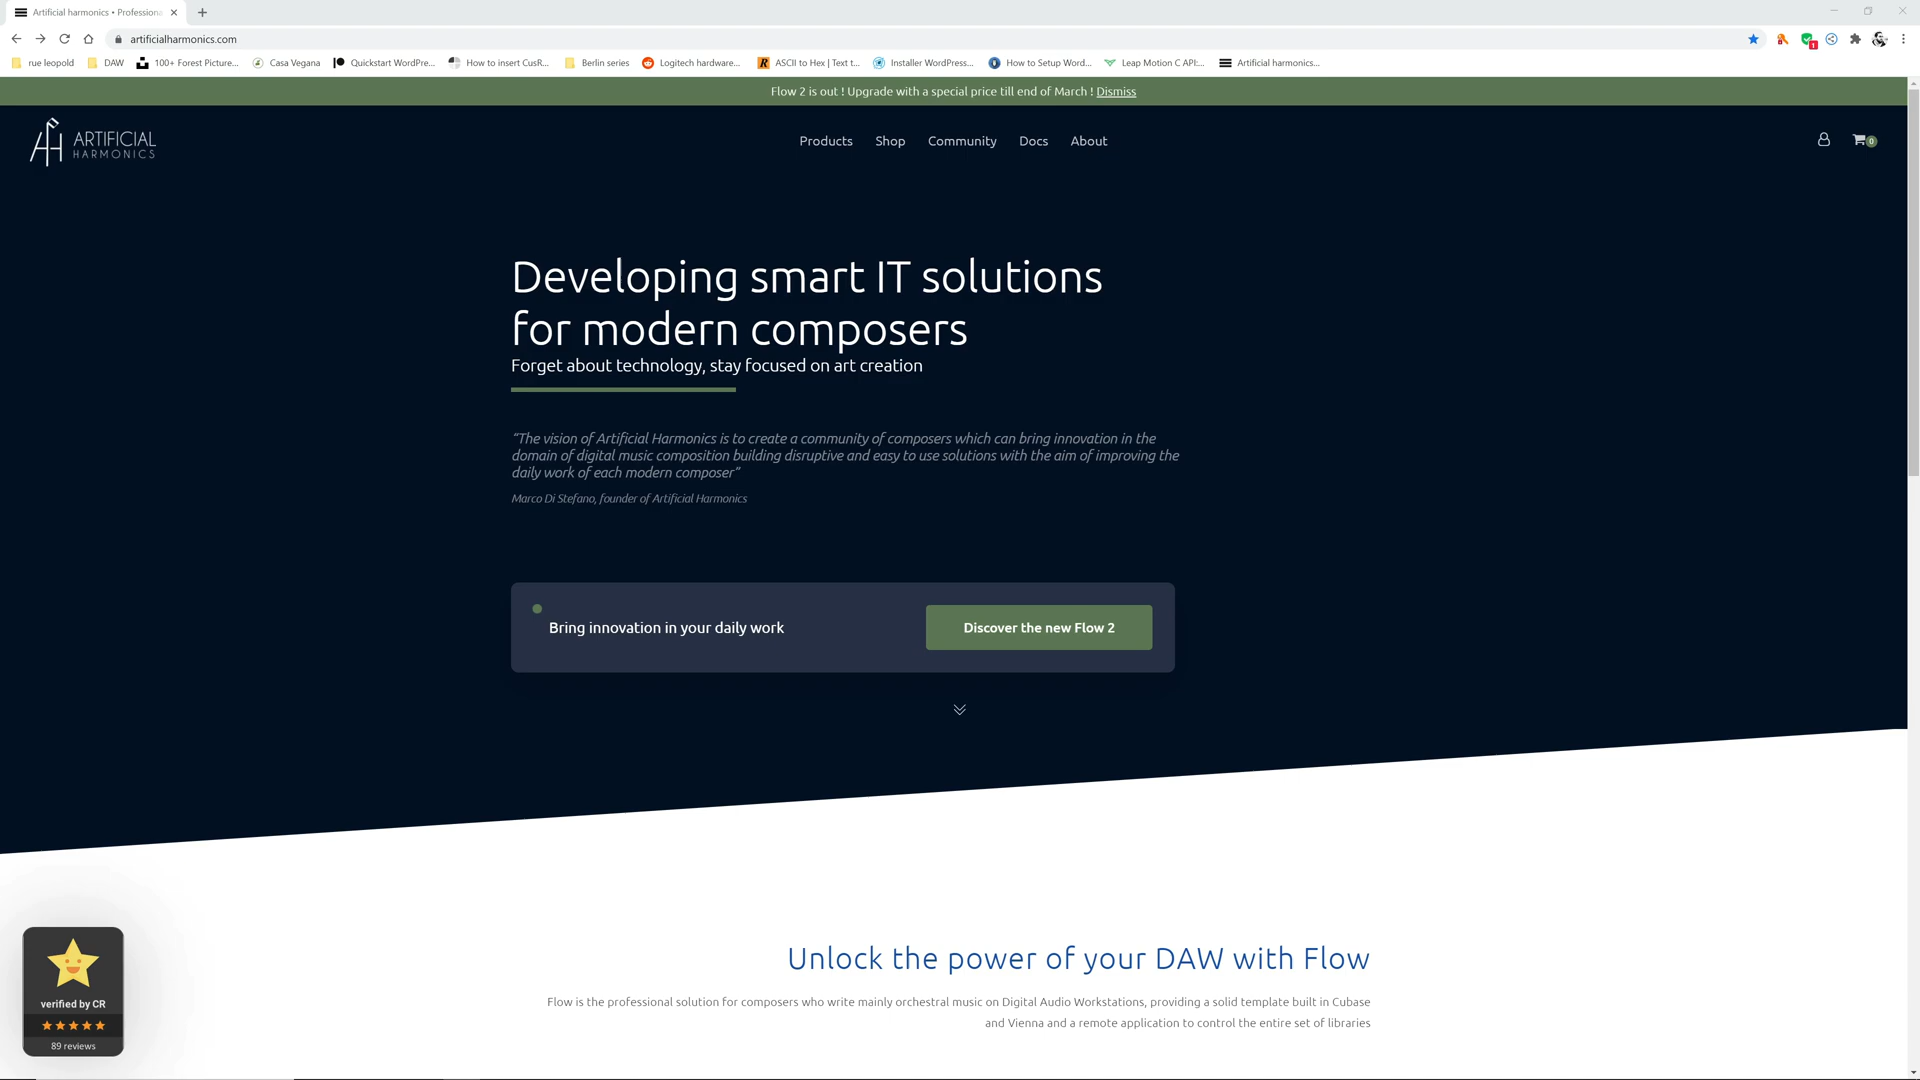 Artificial harmonics • Professiona
artificialharmonics.com
rue leopold
DAW
100+ Forest Picture...
Casa Vegana
Quickstart WordPre...
How to insert CusR...
Berlin series
Logitech hardware...
ASCII to Hex | Text t...
Installer WordPress...
How to Setup Word...
Leap Motion C API:...
Artificial harmonics...
Flow 2 is out ! Upgrade with a special price till end of March ! Dismiss
ARTIFICIAL
HARMONICS
Products
Shop
Community
Docs
About
0
Developing smart IT solutions
for modern composers
Forget about technology, stay focused on art creation
“The vision of Artificial Harmonics is to create a community of composers which can bring innovation in the
domain of digital music composition building disruptive and easy to use solutions with the aim of improving the
daily work of each modern composer”
Marco Di Stefano, founder of Artificial Harmonics
Bring innovation in your daily work
Discover the new Flow 2
Unlock the power of your DAW with Flow
Flow is the professional solution for composers who write mainly orchestral music on Digital Audio Workstations, providing a solid template built in Cubase
and Vienna and a remote application to control the entire set of libraries
verified by CR
89 reviews